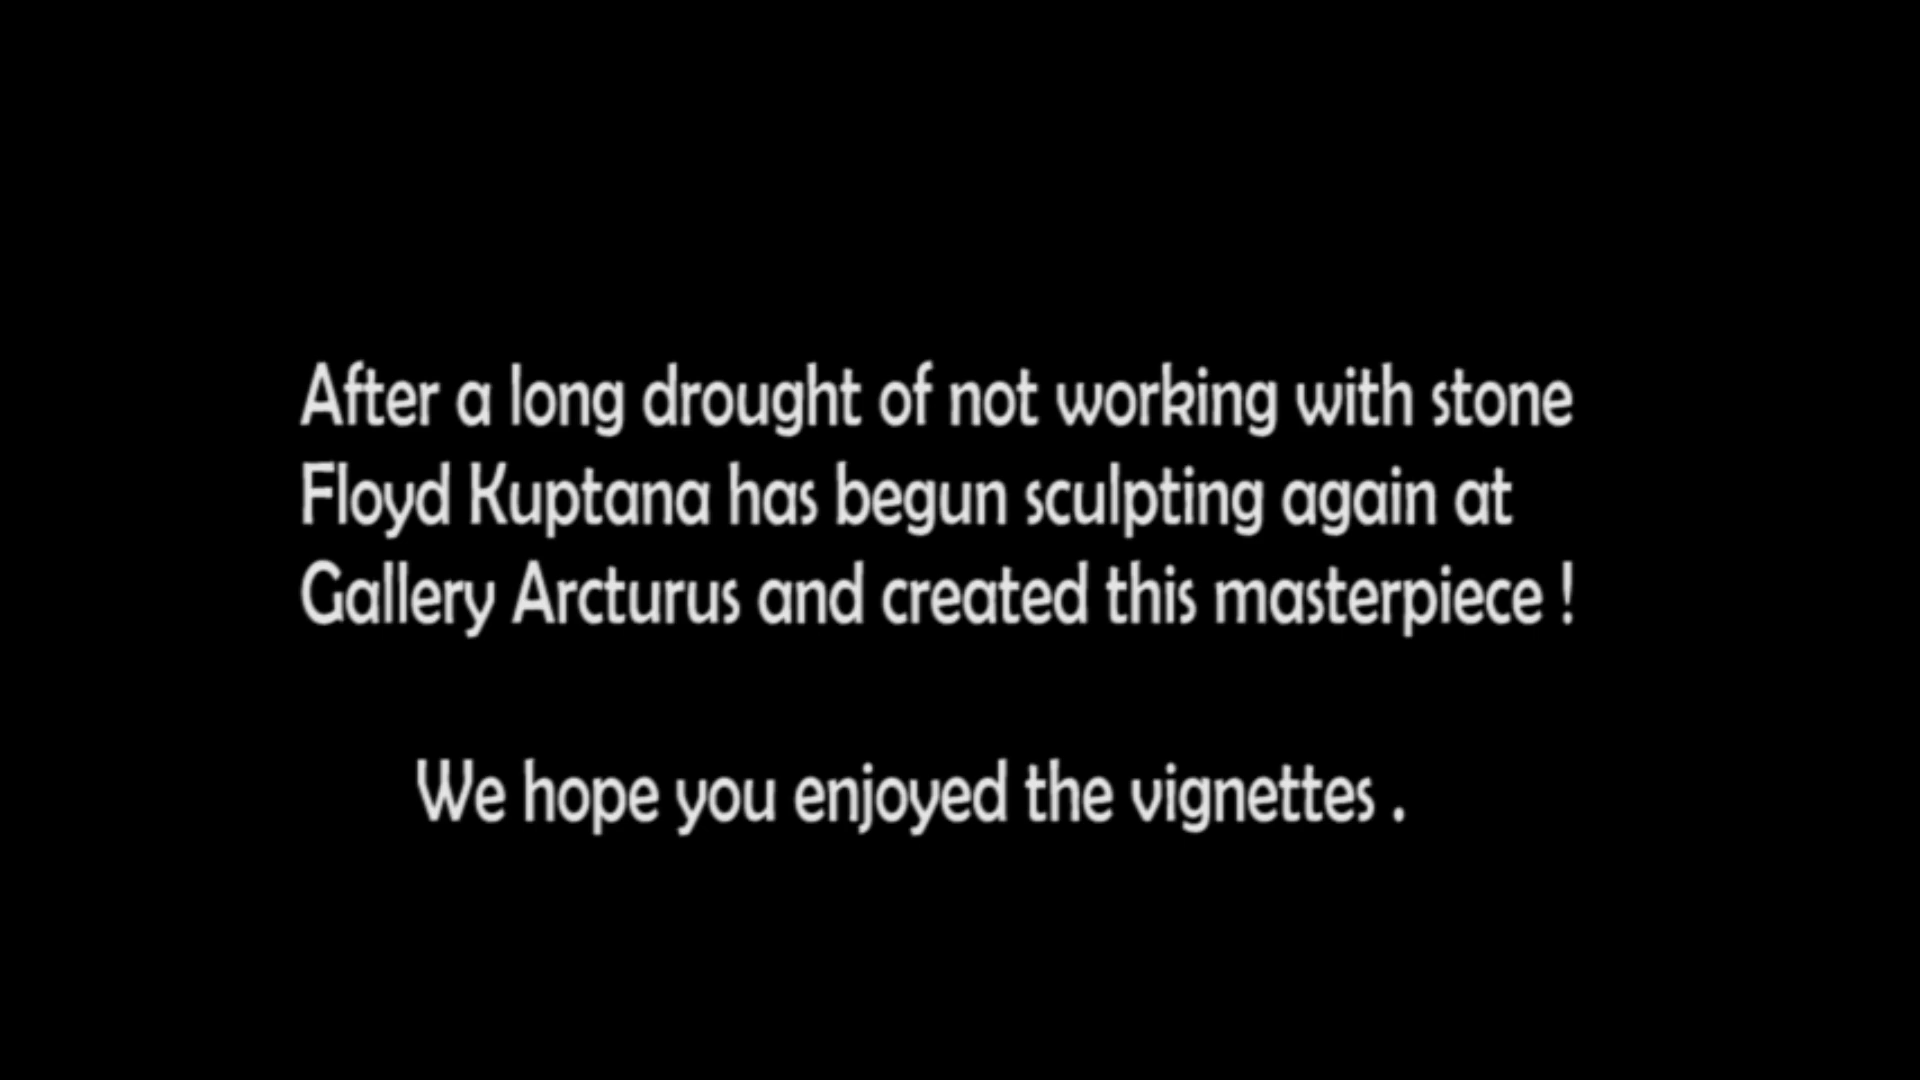 After a long drought of not working with stone
Floyd Kuptana has begun sculpting again at
Gallery Arcturus and created this masterpiece !
We hope you enjoyed the vignettes .